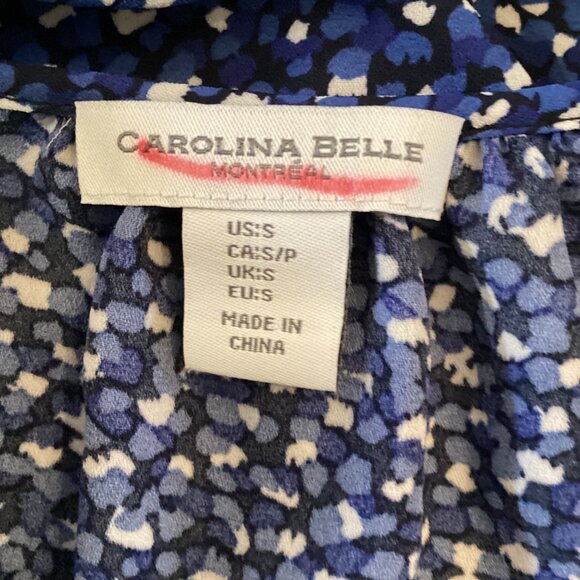 CAROLINA BELLE
MONTRÉAL
US:S
CA:S/P
UK:S
EU:S
MADE IN
CHINA